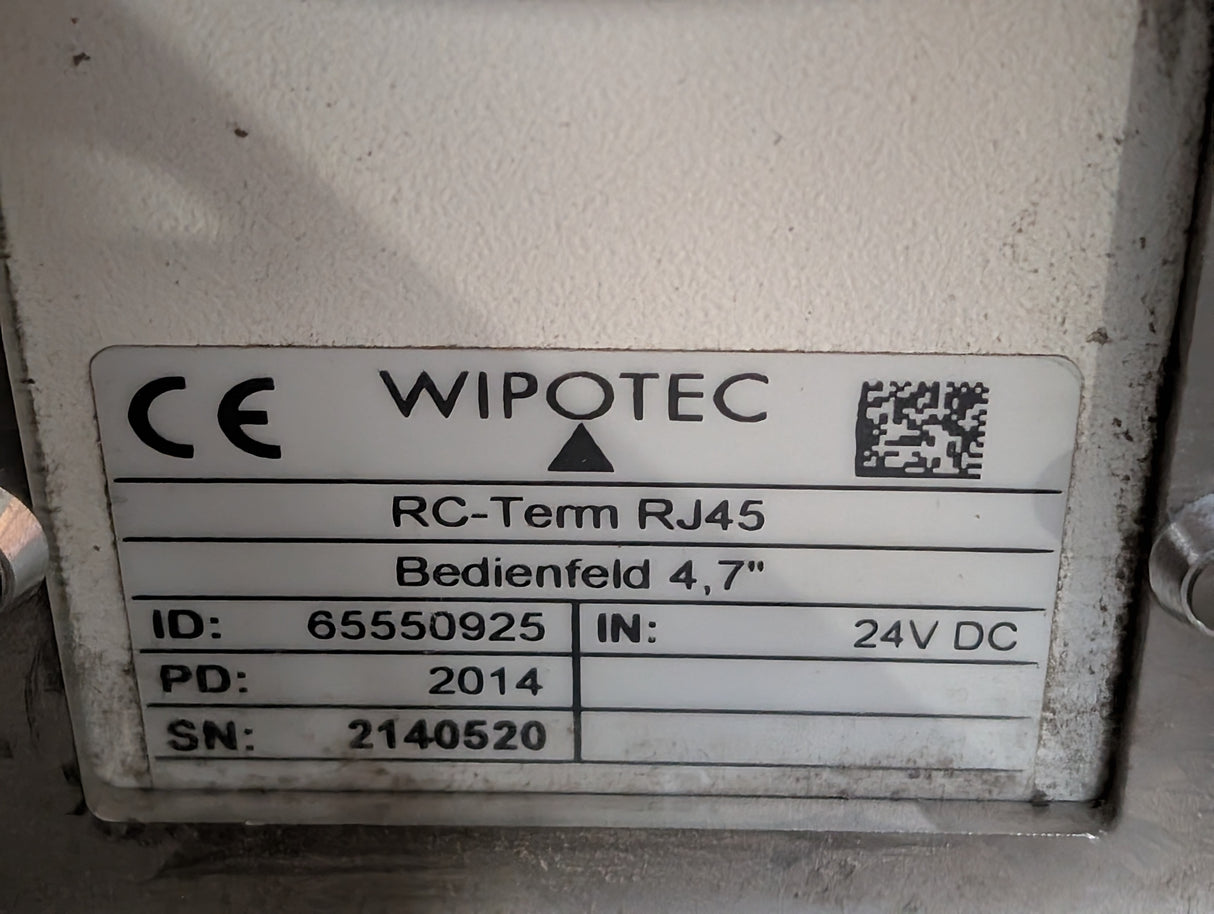 CE WIPOTEC
RC-Term RJ45
Bedienfeld 4,7"
ID: 65550925 IN: 24V DC
PD: 2014
SN: 2140520